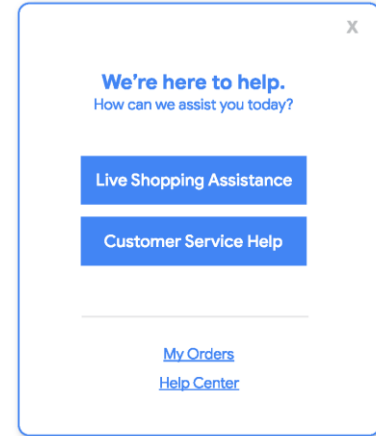 X
We're here to help.
How can we assist you today?
Live Shopping Assistance
Customer Service Help
My Orders
Help Center